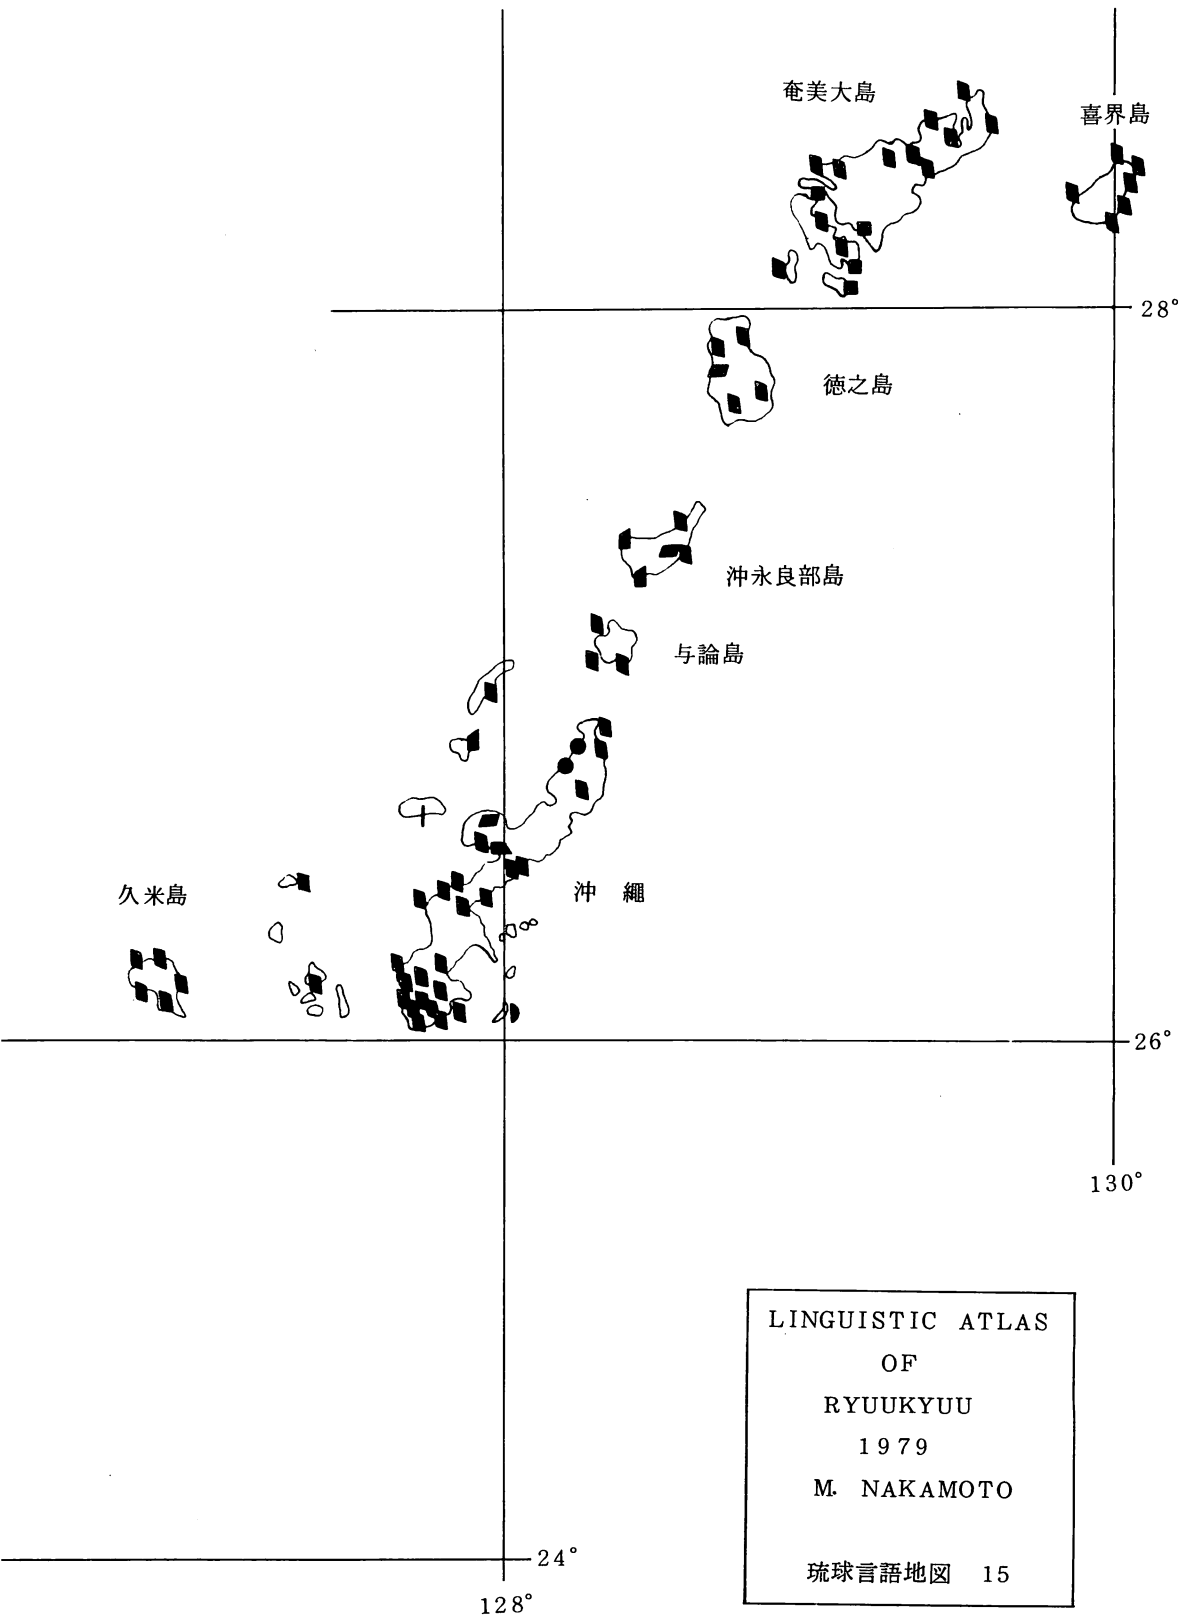 奄美大島
喜界島
28°
徳之島
沖永良部島
与論島
久米島
沖縄
26°
130°
LINGUISTIC ATLAS
OF
RYUUKYUU
1979
M. NAKAMOTO
琉球言語地図 15
24°
128°